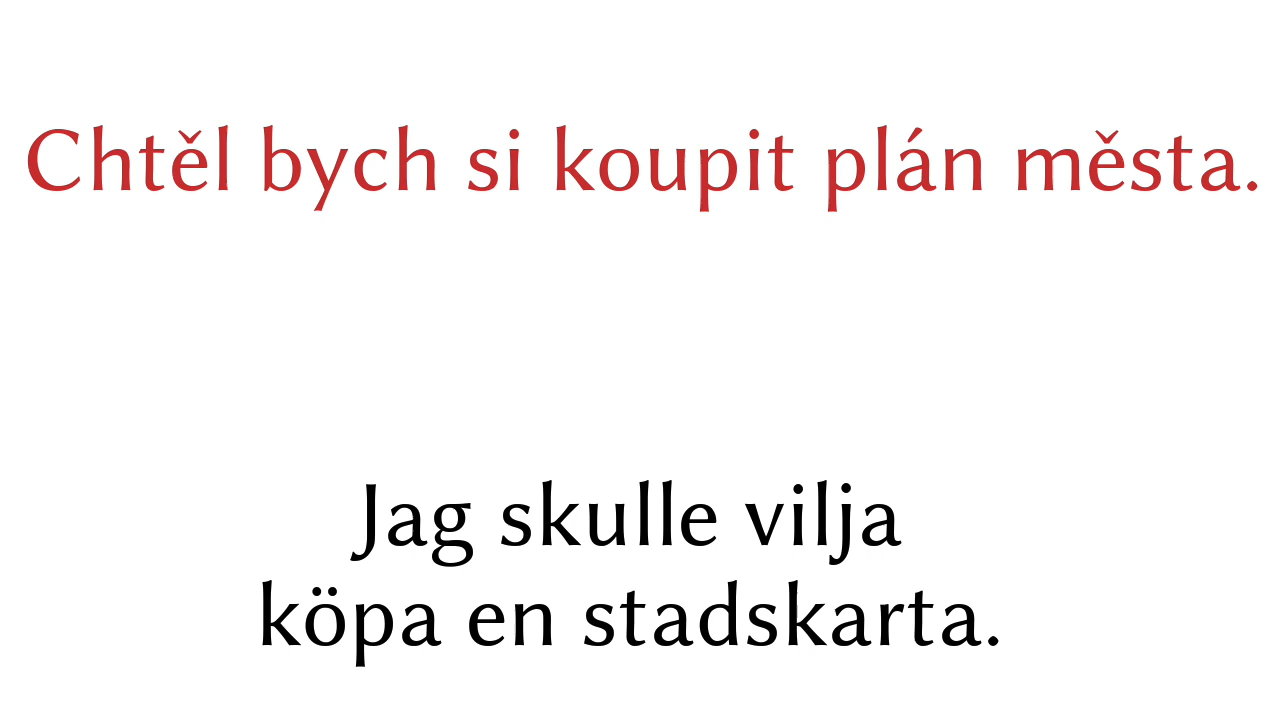 Chtěl bych si koupit plán města.
Jag skulle vilja
köpa en stadskarta.